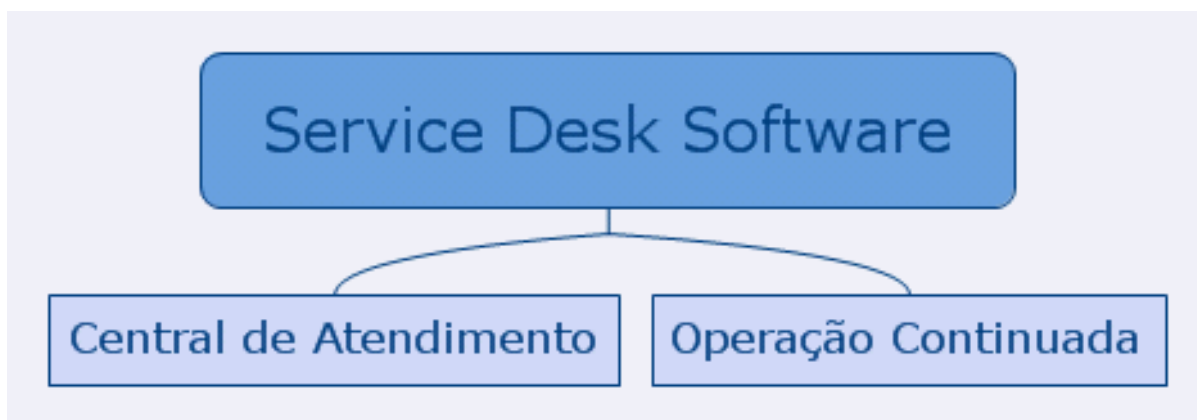 Service Desk Software
Central de Atendimento
Operação Continuada